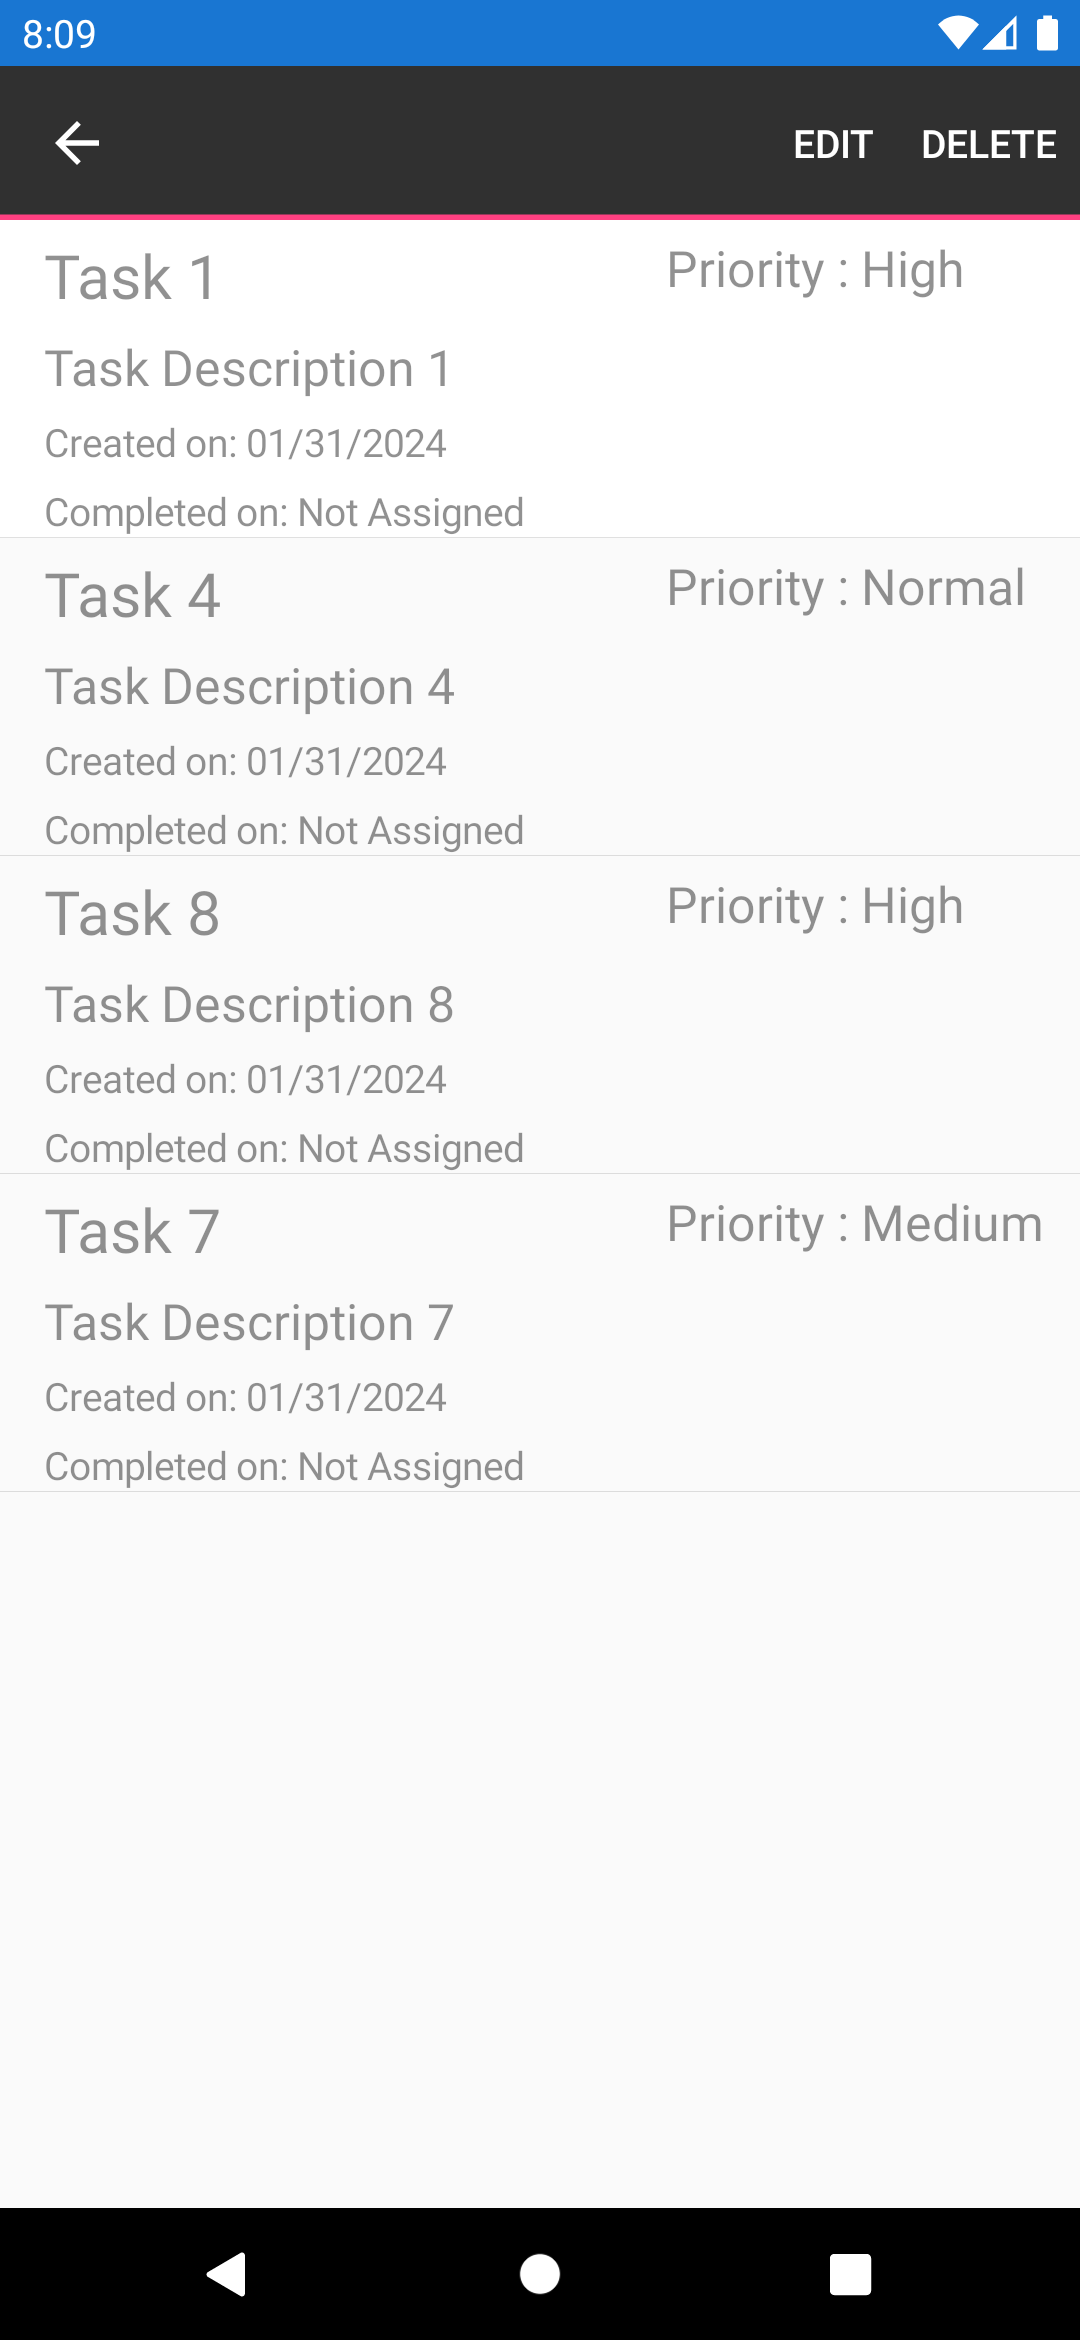 8:09
EDIT DELETE
Task 1 Priority : High
Task Description 1
Created on: 01/31/2024
Completed on: Not Assigned
Task 4 Priority : Normal
Task Description 4
Created on: 01/31/2024
Completed on: Not Assigned
Task 8 Priority : High
Task Description 8
Created on: 01/31/2024
Completed on: Not Assigned
Task 7 Priority : Medium
Task Description 7
Created on: 01/31/2024
Completed on: Not Assigned